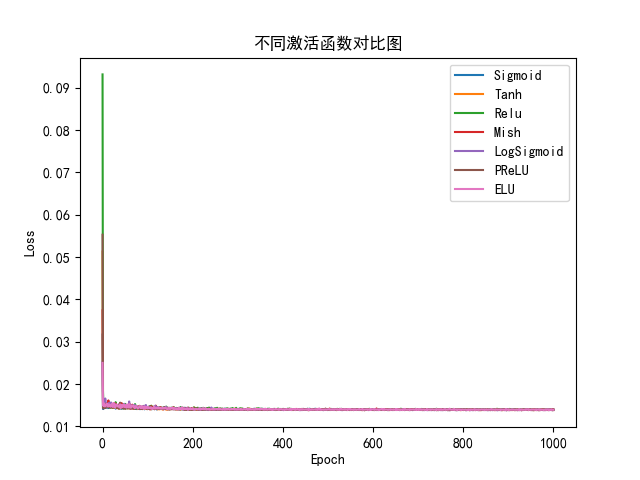 不同激活函数对比图
0.09
0.08
0.07
0.06
0.05
0.04
0.03
0.02
0.01
Loss
0
200
400
600
800
1000
Epoch
Sigmoid
Tanh
Relu
Mish
LogSigmoid
PReLU
ELU